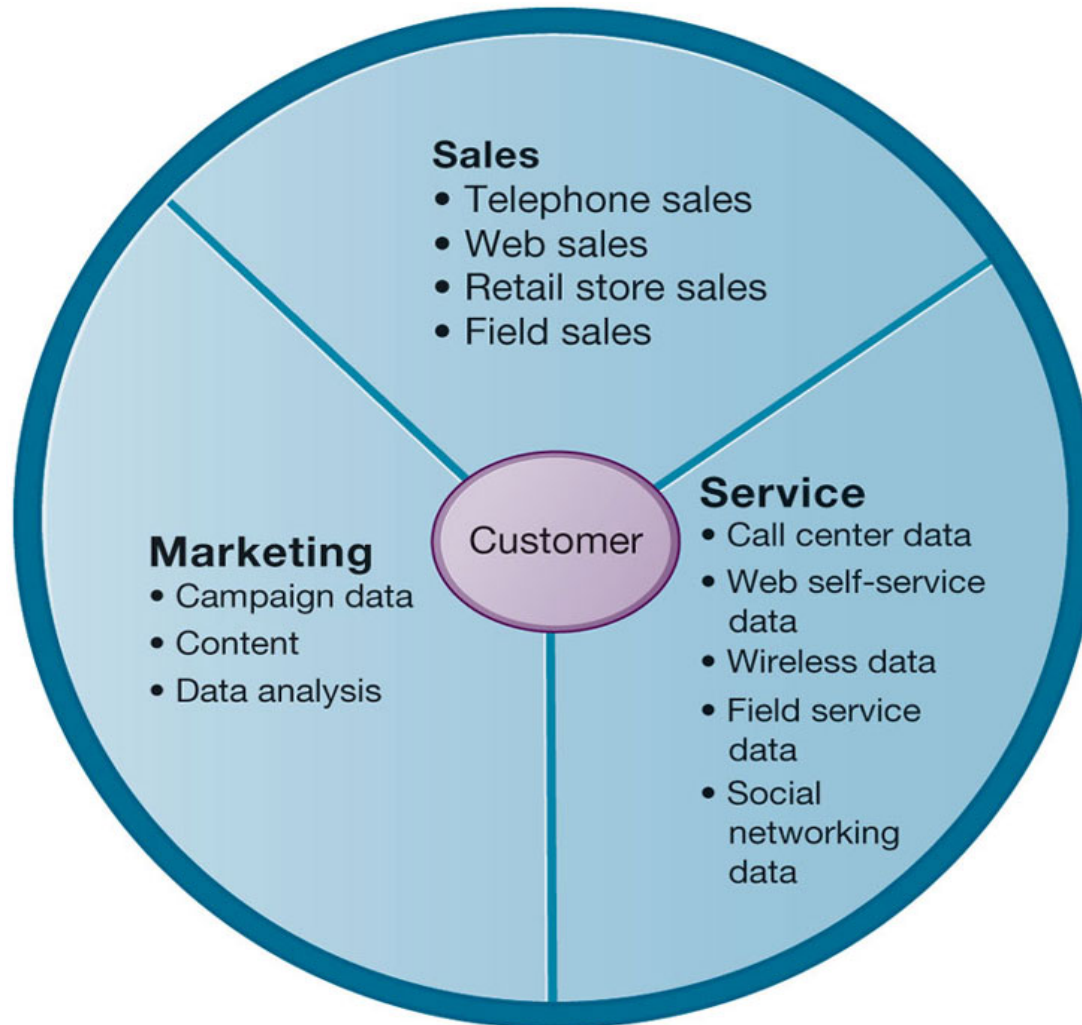 Sales
• Telephone sales
• Web sales
• Retail store sales
• Field sales
Customer
Marketing
• Campaign data
• Content
• Data analysis
Service
• Call center data
• Web self-service
data
• Wireless data
• Field service
data
• Social
networking
data